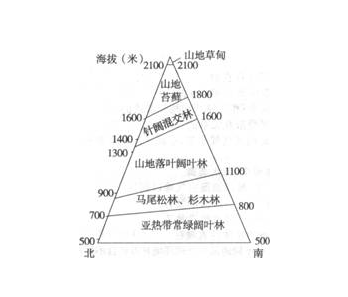 海拔（米）
山地草甸
2100
2100
山地
苔藓
1800
1600
针阔混交林
1600
1400
1300
山地落叶阔叶林
1100
900
马尾松林、杉木林
800
700
亚热带常绿阔叶林
500
500
北
南